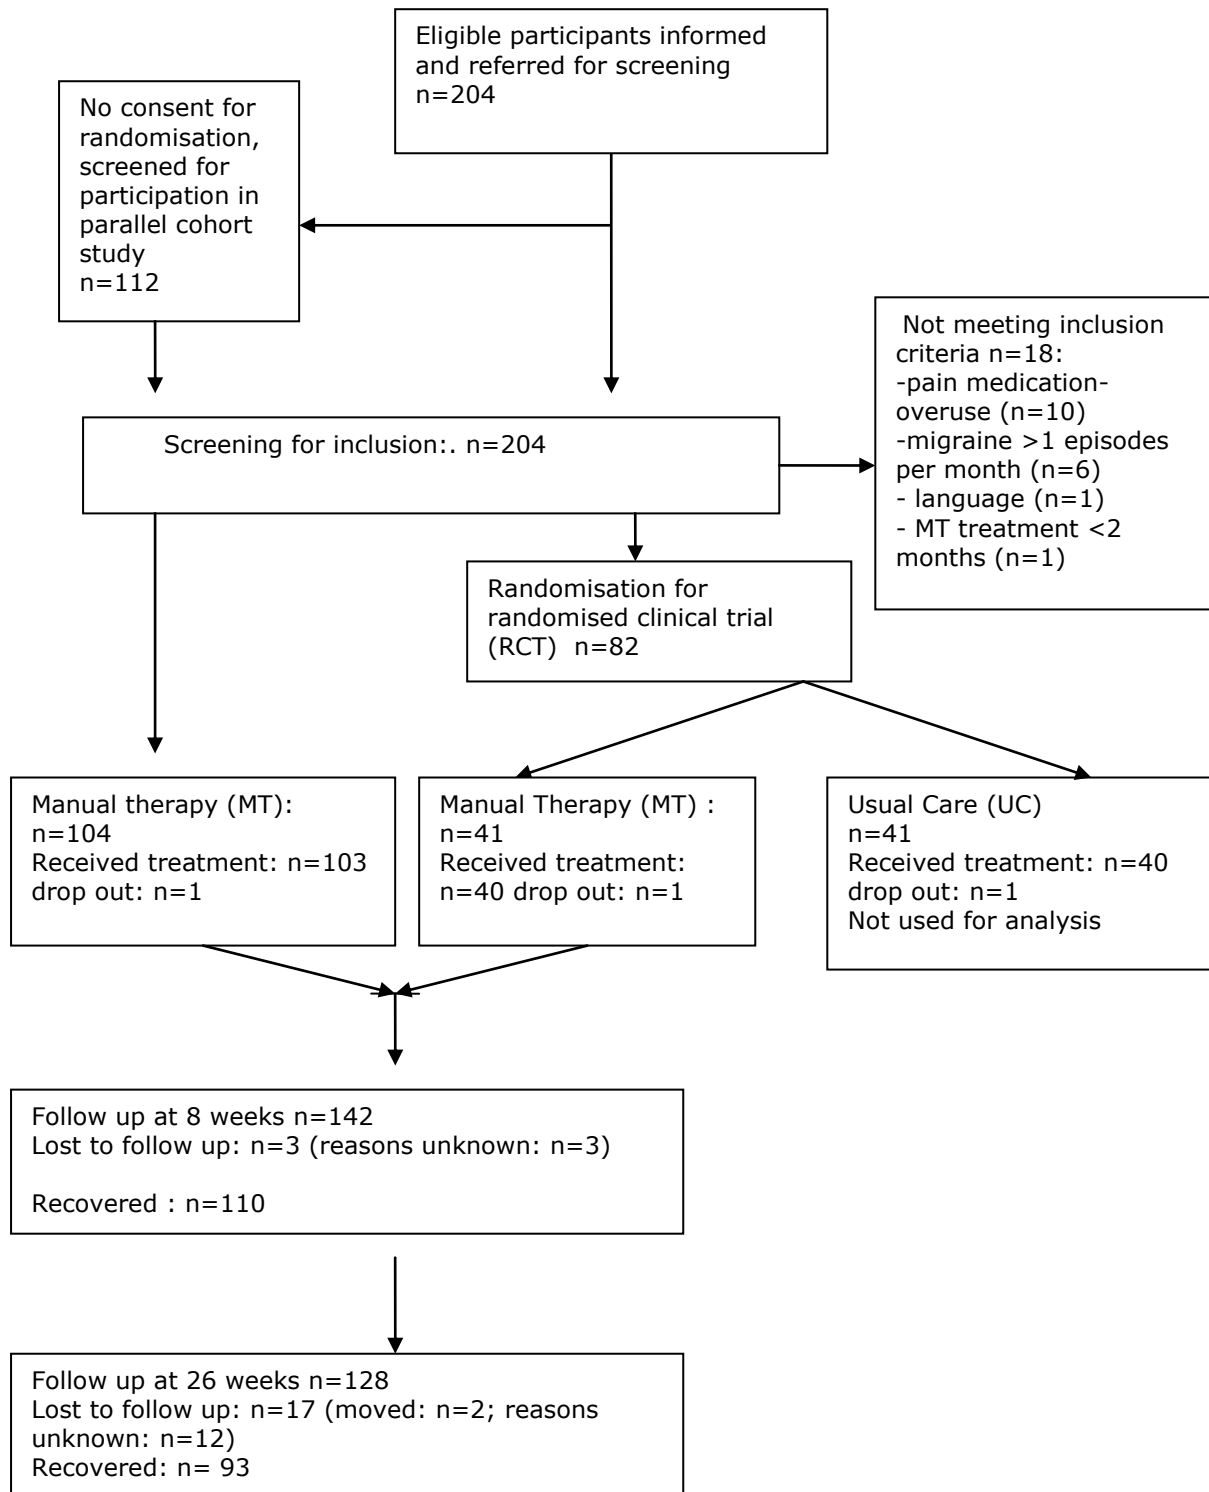 Eligible participants informed
and referred for screening
n=204
No consent for
randomisation,
screened for
participation in
parallel cohort
study
n=112
Not meeting inclusion
criteria n=18:
-pain medication-
overuse (n=10)
-migraine >1 episodes
per month (n=6)
- language (n=1)
- MT treatment <2
months (n=1)
Screening for inclusion:. n=204
Randomisation for
randomised clinical trial
(RCT)  n=82
Manual therapy (MT):
n=104
Received treatment: n=103
drop out: n=1
Manual Therapy (MT) :
n=41
Received treatment:
n=40 drop out: n=1
Usual Care (UC)
n=41
Received treatment: n=40
drop out: n=1
Not used for analysis
Follow up at 8 weeks n=142
Lost to follow up: n=3 (reasons unknown: n=3)
Recovered : n=110
Follow up at 26 weeks n=128
Lost to follow up: n=17 (moved: n=2; reasons
unknown: n=12)
Recovered: n= 93